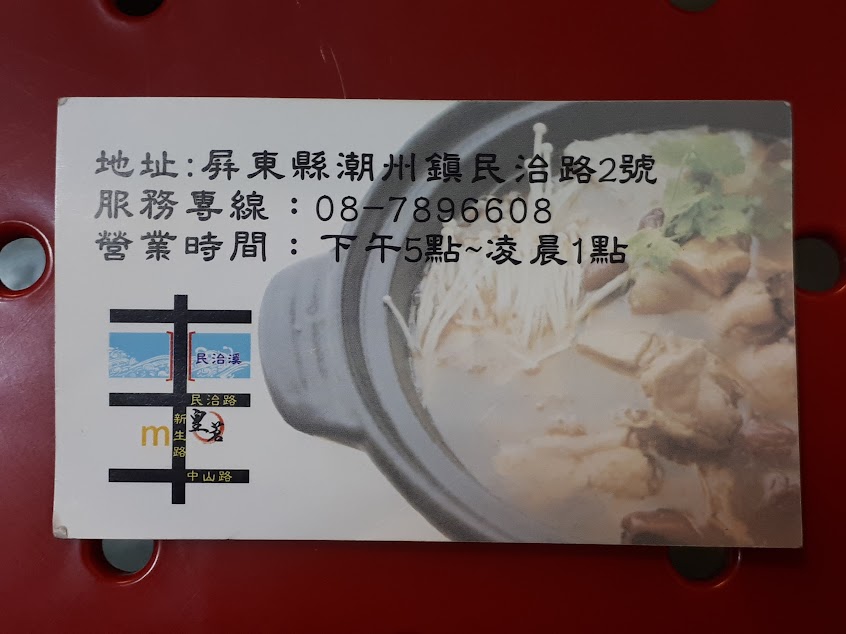 地址:屏東縣潮州鎮民治路2號
服務專線：08-7896608
營業時間：下午5點~凌晨1點
民治溪
民治路
新生路
m
中山路